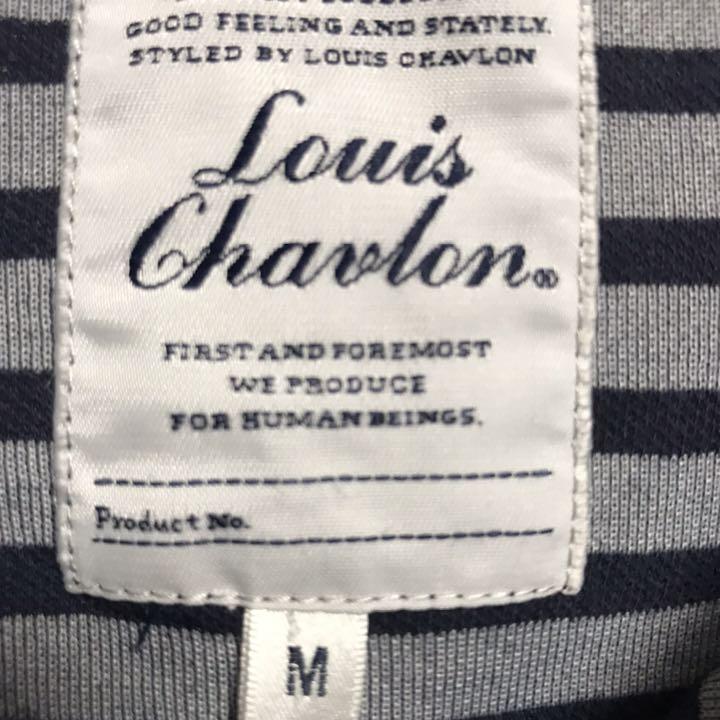 GOOD FEELING AND STATELY.
STYLED BY LOUIS CHAVLON
Louis
Chavlon®
FIRST AND FOREMOST
WE PRODUCE
FOR HUMAN BEINGS.
Product No.
M